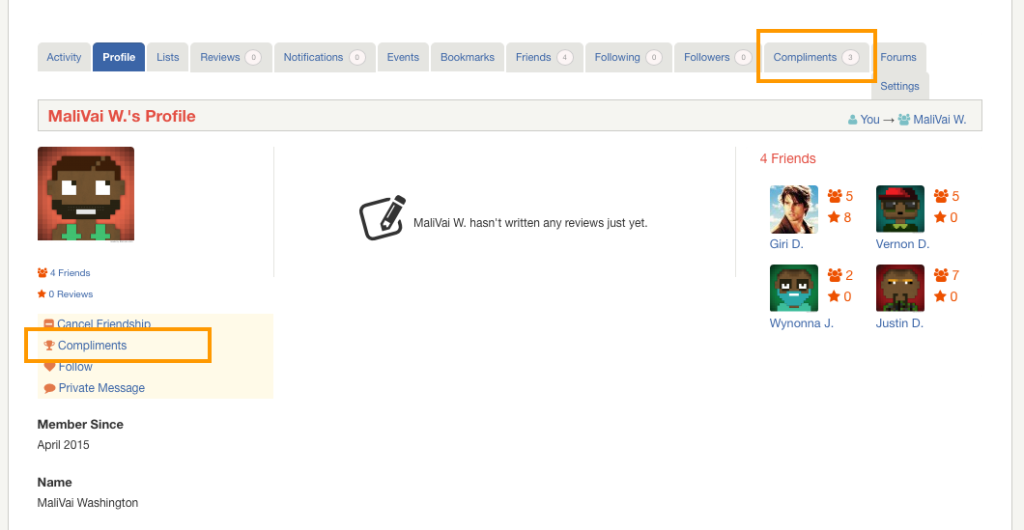 Activity Profile Lists Reviews 0 Notifications 0 Events Bookmarks Friends 4 Following 0 Followers 0 Compliments 3 Forums
Settings
MaliVai W.'s Profile You → MaliVai W.
4 Friends
0 Reviews
Cancel Friendship
Compliments
Follow
Private Message
Member Since
April 2015
Name
MaliVai Washington
MaliVai W. hasn't written any reviews just yet.
4 Friends
5
8
Giri D.
5
0
Vernon D.
2
0
Wynonna J.
7
0
Justin D.